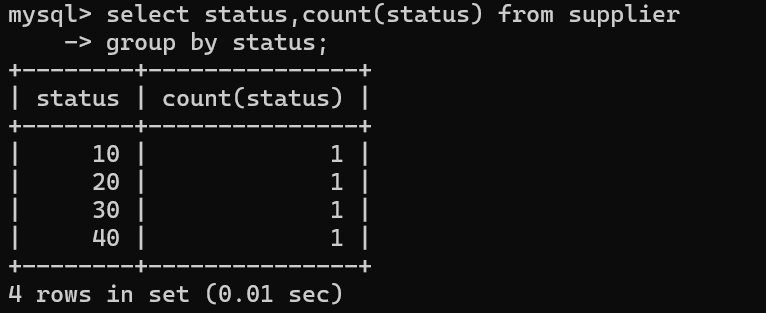 mysql> select status,count(status) from supplier
    -> group by status;
+--------+---------------+
| status | count(status) |
+--------+---------------+
|     10 |             1 |
|     20 |             1 |
|     30 |             1 |
|     40 |             1 |
+--------+---------------+
4 rows in set (0.01 sec)